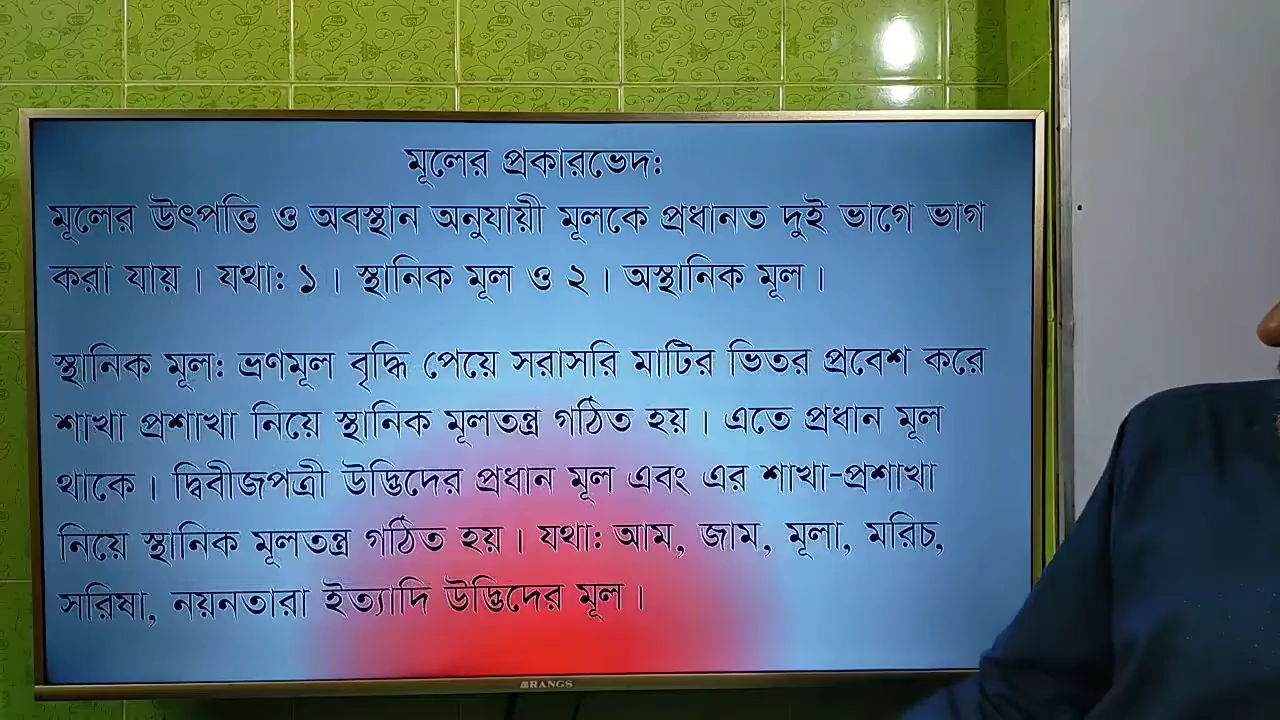 মূলের প্রকারভেদ:
মূলের উৎপত্তি ও অবস্থান অনুযায়ী মূলকে প্রধানত দুই ভাগে ভাগ
করা যায়। যথা: ১। স্থানিক মূল ও ২। অস্থানিক মূল।
স্থানিক মূল: ভ্রণমূল বৃদ্ধি পেয়ে সরাসরি মাটির ভিতর প্রবেশ করে
শাখা প্রশাখা নিয়ে স্থানিক মূলতন্ত্র গঠিত হয়। এতে প্রধান মূল
থাকে। দ্বিবীজপত্রী উদ্ভিদের প্রধান মূল এবং এর শাখা-প্রশাখা
নিয়ে স্থানিক মূলতন্ত্র গঠিত হয়। যথা: আম, জাম, মূলা, মরিচ,
সরিষা, নয়নতারা ইত্যাদি উদ্ভিদের মূল।
RANGS